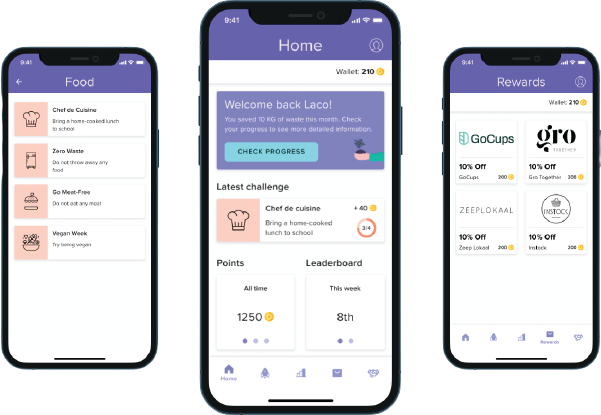 9:41
Food
Chef de Cuisine
Bring a home-cooked lunch
to school
Zero Waste
Do not throw away any
food
Go Meat-Free
Do not eat any meat
Vegan Week
Try being vegan
9:41
Home
Wallet: 210
Welcome back Laco!
You saved 10 KG of waste this month. Check
your progress to see more detailed information.
CHECK PROGRESS
Latest challenge
Chef de cuisine
+ 40
Bring a home-cooked
lunch to school
3/4
Points
Leaderboard
All time
This week
1250
8th
Home
9:41
Rewards
Wallet: 210
GoCups
gro
TOGETHER
10% Off
10% Off
GoCups
200
Gro Together
200
ZEEPLOKAAL
INSTOCK
10% Off
10% Off
Zeep Lokaal
200
Instock
200
Rewards